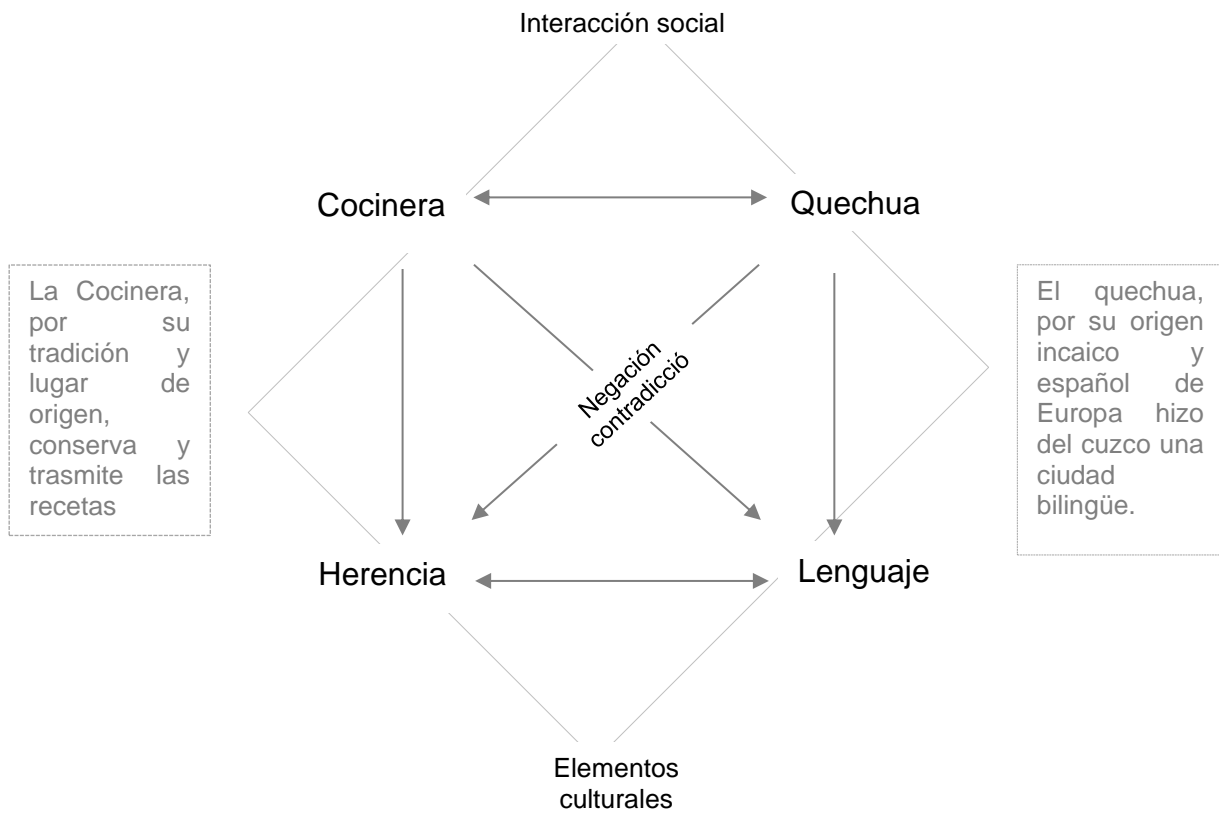 Interacción social
Cocinera
Quechua
La Cocinera,
por su
tradición y
lugar de
origen,
conserva y
trasmite las
recetas
El quechua,
por su origen
incaico y
español de
Europa hizo
del cuzco una
ciudad
bilingüe.
Negación
contradicció
Herencia
Lenguaje
Elementos
culturales